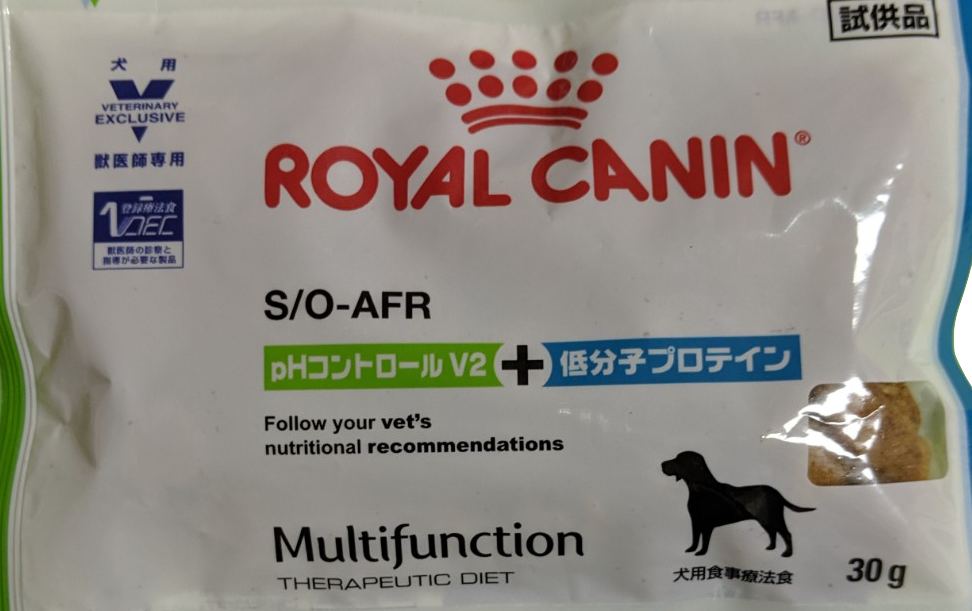 試供品
犬 用
VETERINARY
EXCLUSIVE
獣医師専用
登録療法食
1DEC
獣医師の診察と
指導が必要な製品
ROYAL CANIN®
S/O-AFR
pHコントロール V2 + 低分子プロテイン
Follow your vet's
nutritional recommendations
Multifunction
THERAPEUTIC DIET
犬用食事療法食
30g